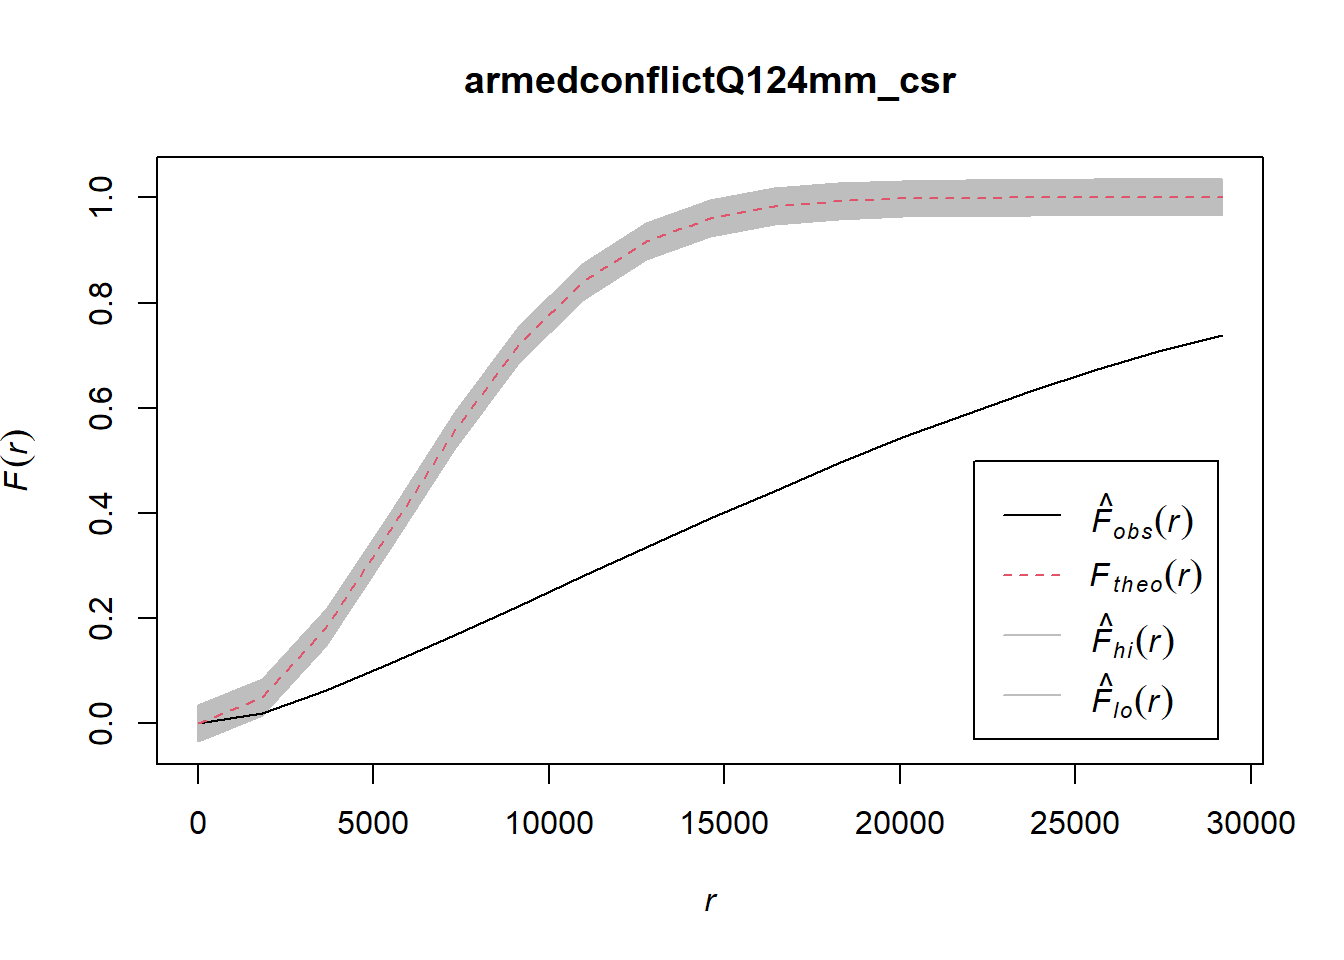 armedconflictQ124mm_csr
F(r)
1.0
0.8
0.6
0.4
0.2
0.0
F̂obs(r)
Ftheo(r)
F̂hi(r)
F̂lo(r)
0 5000 10000 15000 20000 25000 30000
r